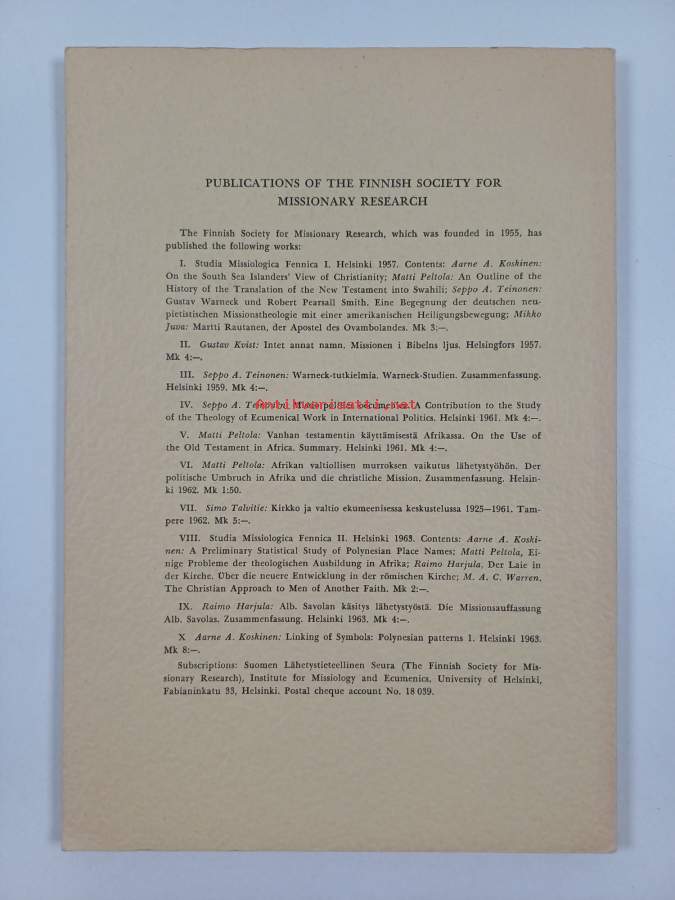 PUBLICATIONS OF THE FINNISH SOCIETY FOR
MISSIONARY RESEARCH
The Finnish Society for Missionary Research, which was founded in 1955, has
published the following works:
I. Studia Missiologica Fennica I. Helsinki 1957. Contents: Aarne A. Koskinen:
On the South Sea Islanders' View of Christianity; Matti Peltola: An Outline of the
History of the Translation of the New Testament into Swahili; Seppo A. Teinonen:
Gustav Warneck und Robert Pearsall Smith. Eine Begegnung der deutschen neu-
pietistischen Missionstheologie mit einer amerikanischen Heiligungsbewegung; Mikko
Juva: Martti Rautanen, der Apostel des Ovambolandes. Mk 3:—.
II. Gustav Kvist: Intet annat namn. Missionen i Bibelns ljus. Helsingfors 1957.
Mk 4:—.
III. Seppo A. Teinonen: Warneck-tutkielmia. Warneck-Studien. Zusammenfassung.
Helsinki 1959. Mk 4:—.
Antikvariaatti.net
IV. Seppo A. A Contribution to the Study
of the Theology of Ecumenical Work in International Politics. Helsinki 1961. Mk 4:—.
V. Matti Peltola: Vanhan testamentin käyttämisestä Afrikassa. On the Use of
the Old Testament in Africa. Summary. Helsinki 1961. Mk 4:—.
VI. Matti Peltola: Afrikan valtiollisen murroksen vaikutus lähetystyöhön. Der
politische Umbruch in Afrika und die christliche Mission. Zusammenfassung. Helsin-
ki 1962. Mk 1:50.
VII. Simo Talvitie: Kirkko ja valtio ekumeenisessa keskustelussa 1925—1961. Tam-
pere 1962. Mk 5:—.
VIII. Studia Missiologica Fennica II. Helsinki 1963. Contents: Aarne A. Koski-
nen: A Preliminary Statistical Study of Polynesian Place Names; Matti Peltola, Ei-
nige Probleme der theologischen Ausbildung in Afrika; Raimo Harjula, Der Laie in
der Kirche. Über die neuere Entwicklung in der römischen Kirche; M. A. C. Warren,
The Christian Approach to Men of Another Faith. Mk 2:—.
IX. Raimo Harjula: Alb. Savolan käsitys lähetystyöstä. Die Missionsauffassung
Alb. Savolas. Zusammenfassung. Helsinki 1963. Mk 4:—.
X Aarne A. Koskinen: Linking of Symbols: Polynesian patterns 1. Helsinki 1963.
Mk 8:—.
Subscriptions: Suomen Lähetystieteellinen Seura (The Finnish Society for Mis-
sionary Research), Institute for Missiology and Ecumenics, University of Helsinki,
Fabianinkatu 33, Helsinki. Postal cheque account No. 18 039.